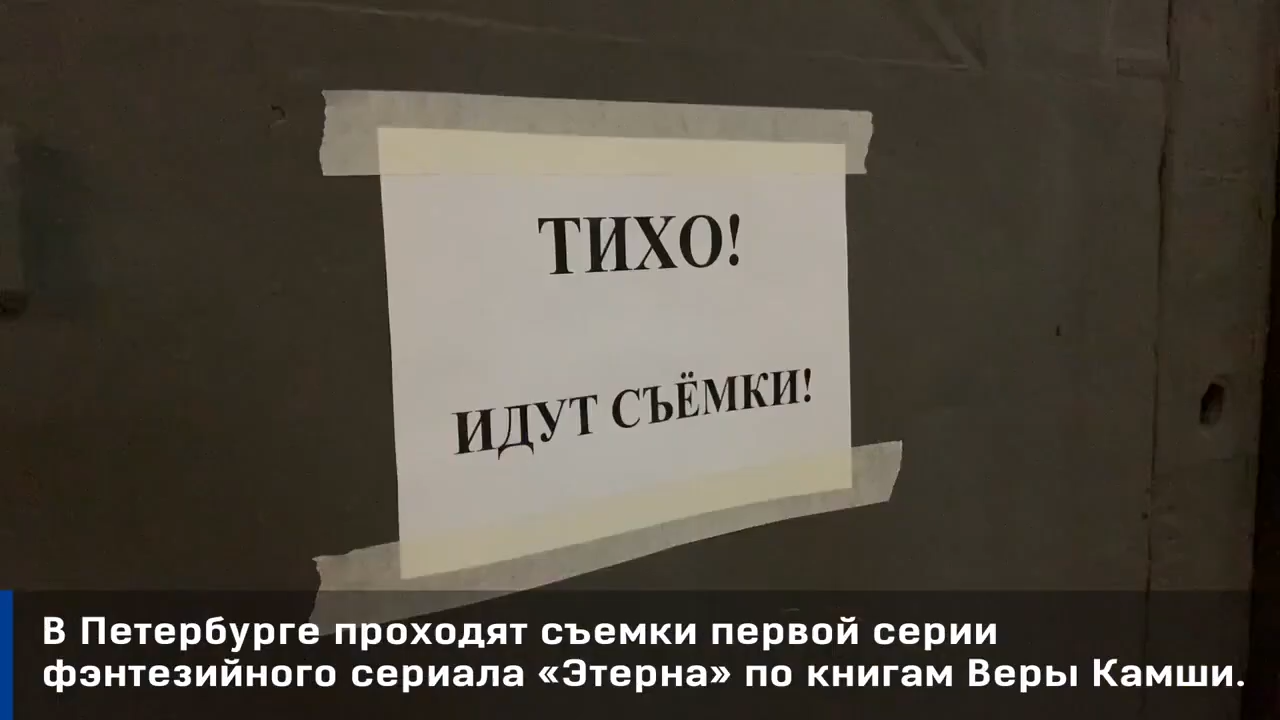 ТИХО!
ИДУТ СЪЁМКИ!
В Петербурге проходят съемки первой серии
фэнтезийного сериала «Этерна» по книгам Веры Камши.